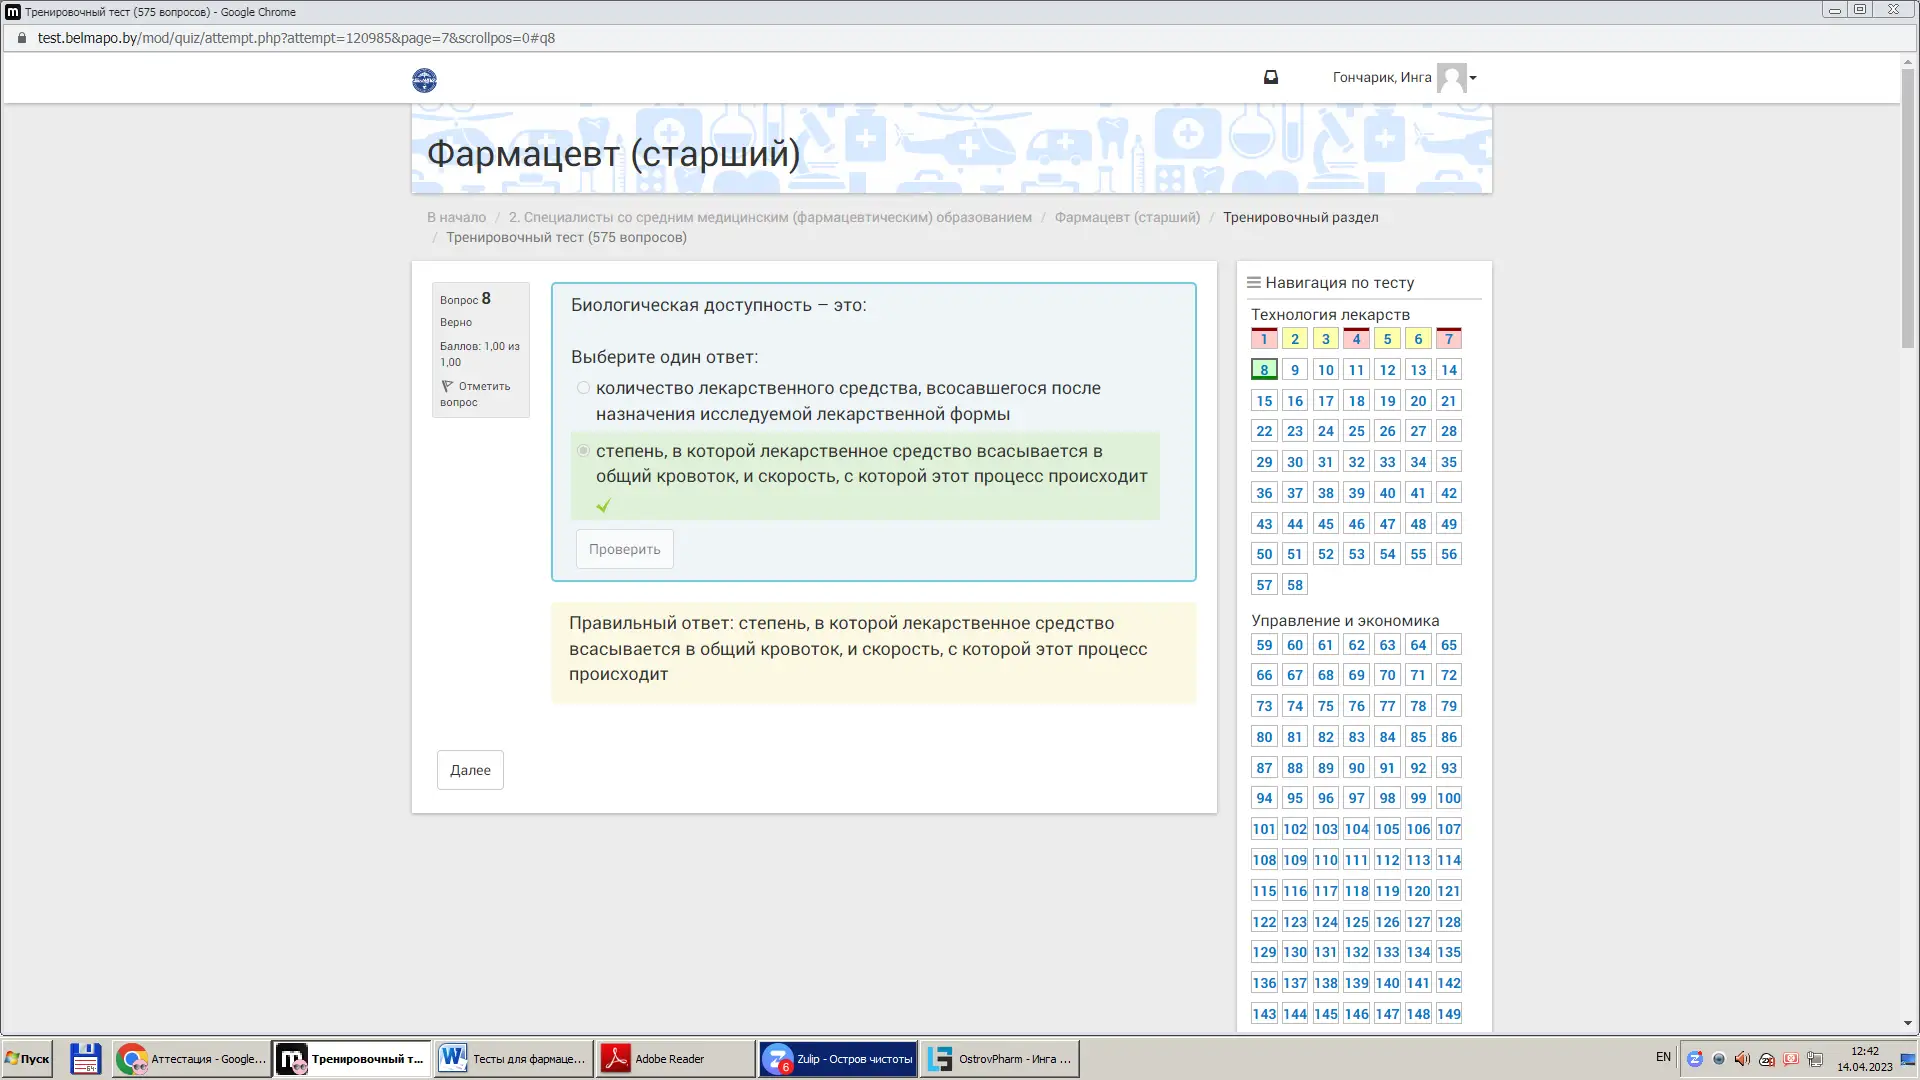 Тренировочный тест (575 вопросов) - Google Chrome
test.belmapo.by/mod/quiz/attempt.php?attempt=120985&page=7&scrollpos=0#q8
Гончарик, Инга
Фармацевт (старший)
В начало / 2. Специалисты со средним медицинским (фармацевтическим) образованием / Фармацевт (старший) / Тренировочный раздел
/ Тренировочный тест (575 вопросов)
Вопрос 8
Верно
Баллов: 1,00 из
1,00
Отметить
вопрос
Биологическая доступность – это:
Выберите один ответ:
количество лекарственного средства, всосавшегося после
назначения исследуемой лекарственной формы
степень, в которой лекарственное средство всасывается в
общий кровоток, и скорость, с которой этот процесс происходит
Проверить
Правильный ответ: степень, в которой лекарственное средство
всасывается в общий кровоток, и скорость, с которой этот процесс
происходит
Далее
Навигация по тесту
Технология лекарств
1 2 3 4 5 6 7
8 9 10 11 12 13 14
15 16 17 18 19 20 21
22 23 24 25 26 27 28
29 30 31 32 33 34 35
36 37 38 39 40 41 42
43 44 45 46 47 48 49
50 51 52 53 54 55 56
57 58
Управление и экономика
59 60 61 62 63 64 65
66 67 68 69 70 71 72
73 74 75 76 77 78 79
80 81 82 83 84 85 86
87 88 89 90 91 92 93
94 95 96 97 98 99 100
101 102 103 104 105 106 107
108 109 110 111 112 113 114
115 116 117 118 119 120 121
122 123 124 125 126 127 128
129 130 131 132 133 134 135
136 137 138 139 140 141 142
143 144 145 146 147 148 149
Пуск
64
Аттестация - Google...
Тренировочный т...
Тесты для фармаце...
Adobe Reader
6
Zulip - Остров чистоты
OstrovPharm - Инга ...
EN
12:42
14.04.2023